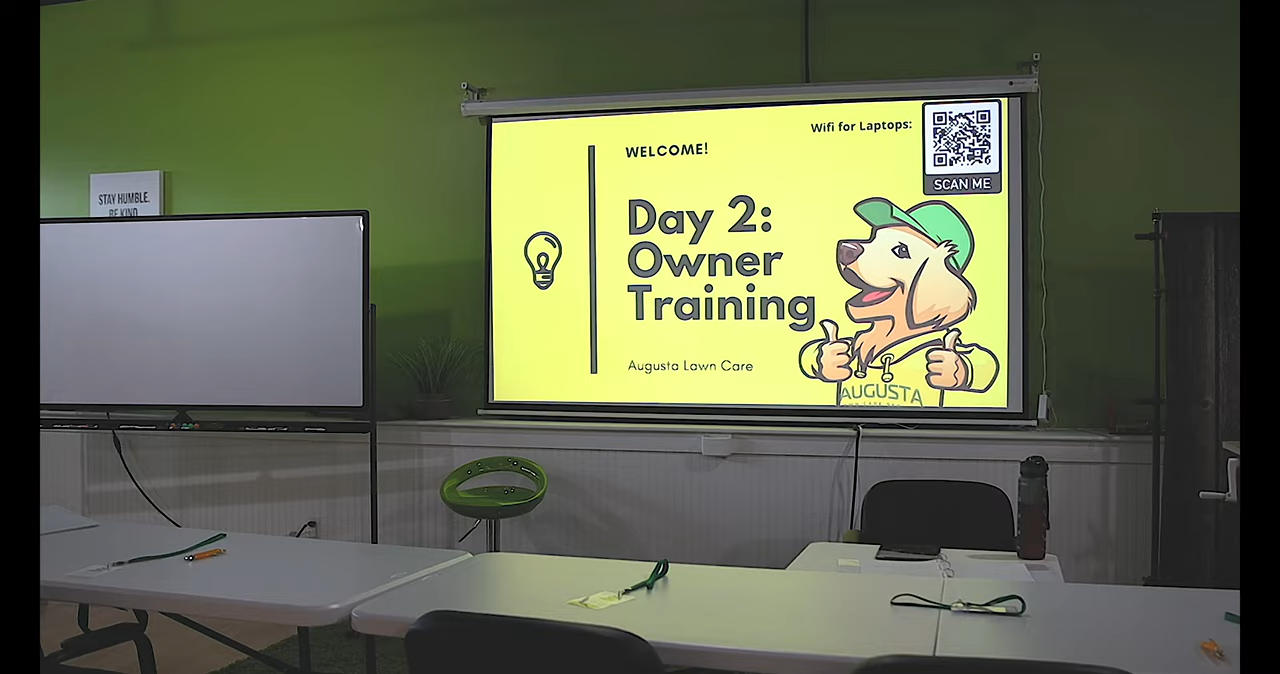 STAY HUMBLE.
BE KIND
WELCOME!
Day 2:
Owner
Training
Augusta Lawn Care
Wifi for Laptops:
SCAN ME
AUGUSTA